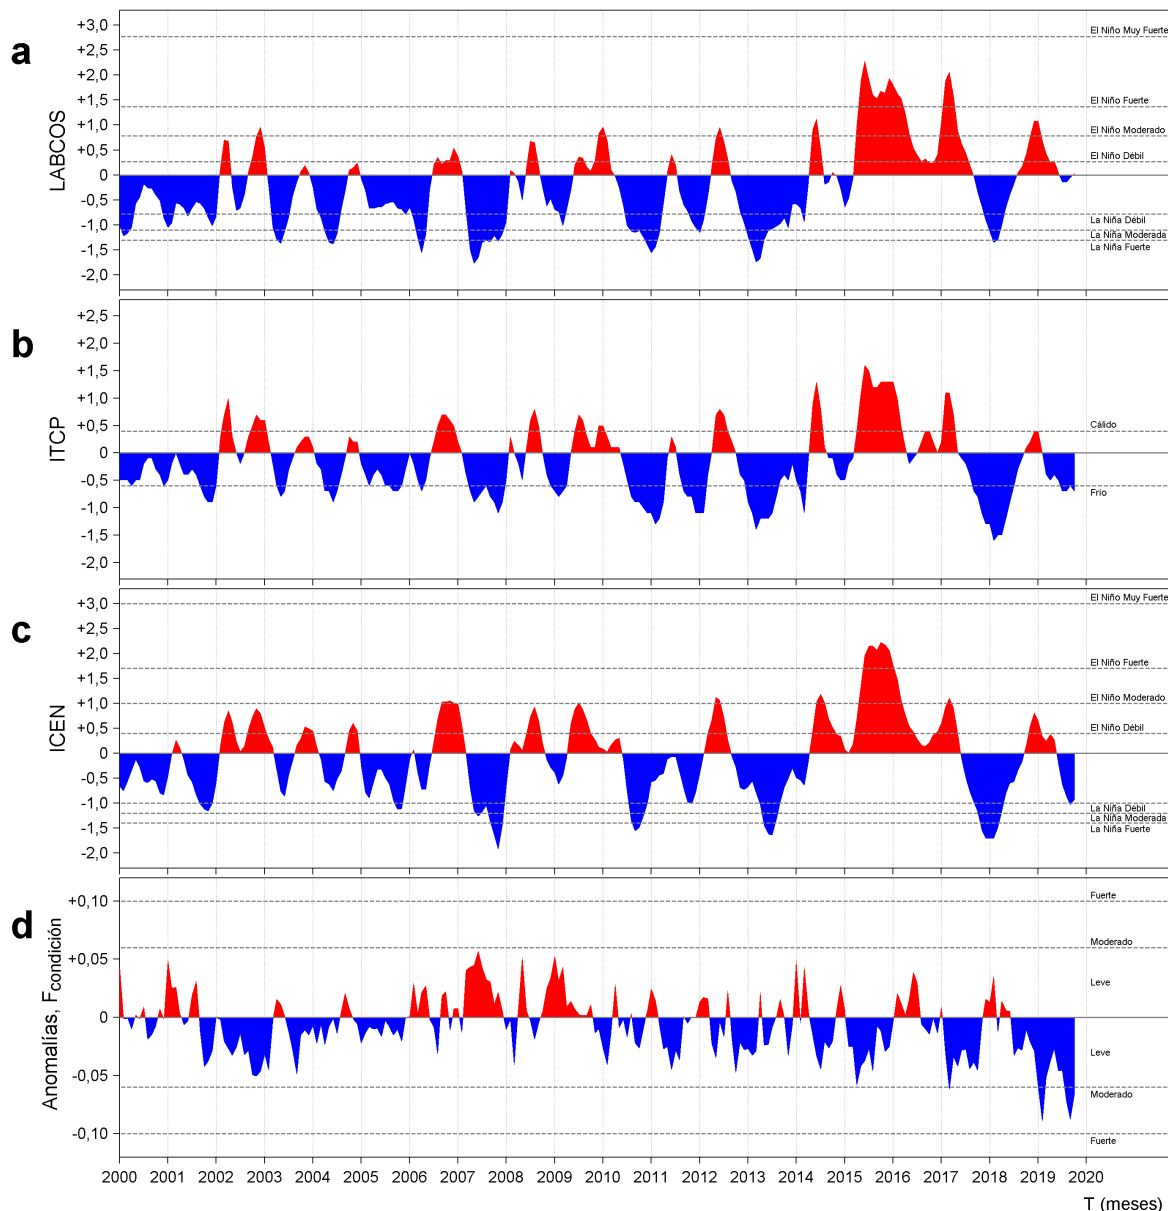 a
LABCOS
+3,0
+2,5
+2,0
+1,5
+1,0
+0,5
0
-0,5
-1,0
-1,5
-2,0
El Niño Muy Fuerte
El Niño Fuerte
El Niño Moderado
El Niño Débil
La Niña Débil
La Niña Moderada
La Niña Fuerte
b
ITCP
+2,5
+2,0
+1,5
+1,0
+0,5
0
-0,5
-1,0
-1,5
-2,0
Cálido
Frío
c
ICEN
+3,0
+2,5
+2,0
+1,5
+1,0
+0,5
0
-0,5
-1,0
-1,5
-2,0
El Niño Muy Fuerte
El Niño Fuerte
El Niño Moderado
El Niño Débil
La Niña Débil
La Niña Moderada
La Niña Fuerte
d
Anomalías, Fcondición
+0,10
+0,05
0
-0,05
-0,10
Fuerte
Moderado
Leve
Leve
Moderado
Fuerte
2000 2001 2002 2003 2004 2005 2006 2007 2008 2009 2010 2011 2012 2013 2014 2015 2016 2017 2018 2019 2020
T (meses)